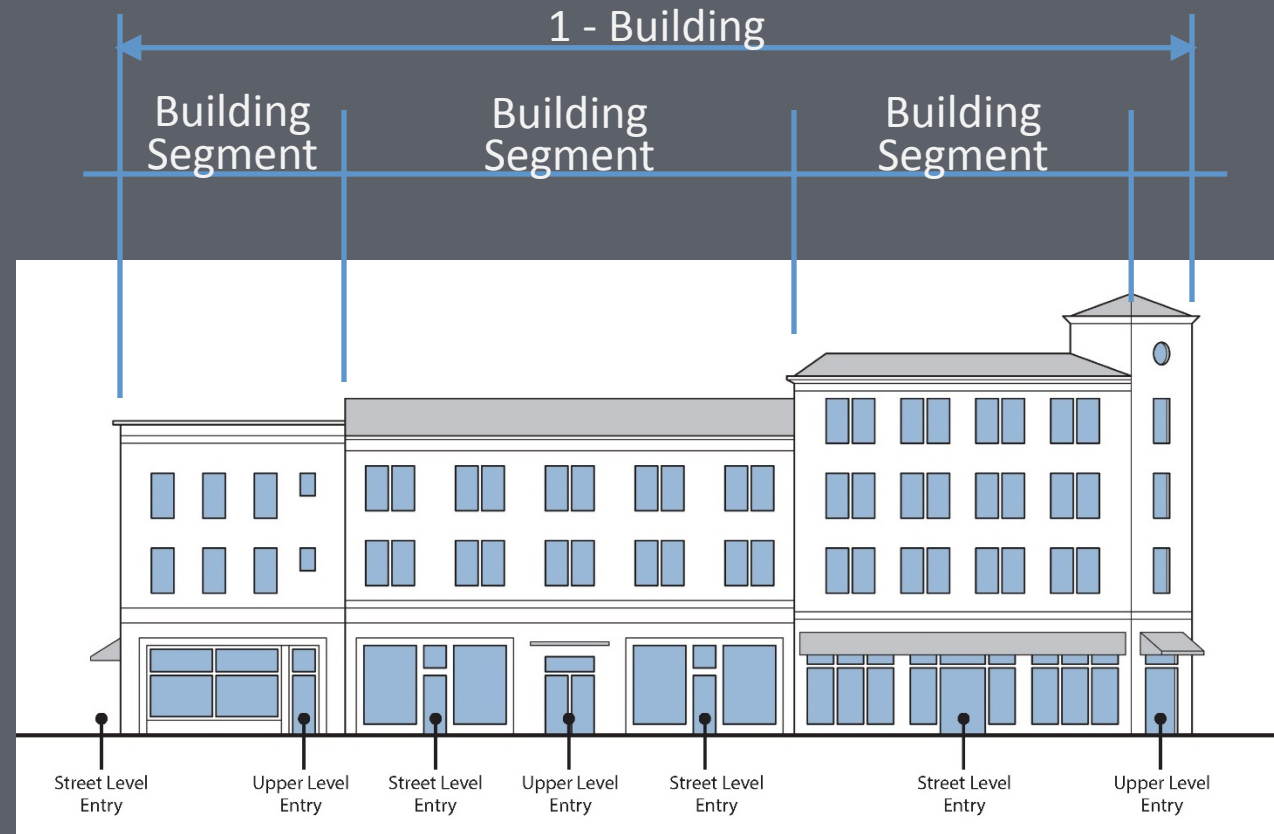 1 - Building
Building
Segment
Building
Segment
Building
Segment
Street Level
Entry
Upper Level
Entry
Street Level
Entry
Upper Level
Entry
Street Level
Entry
Street Level
Entry
Upper Level
Entry